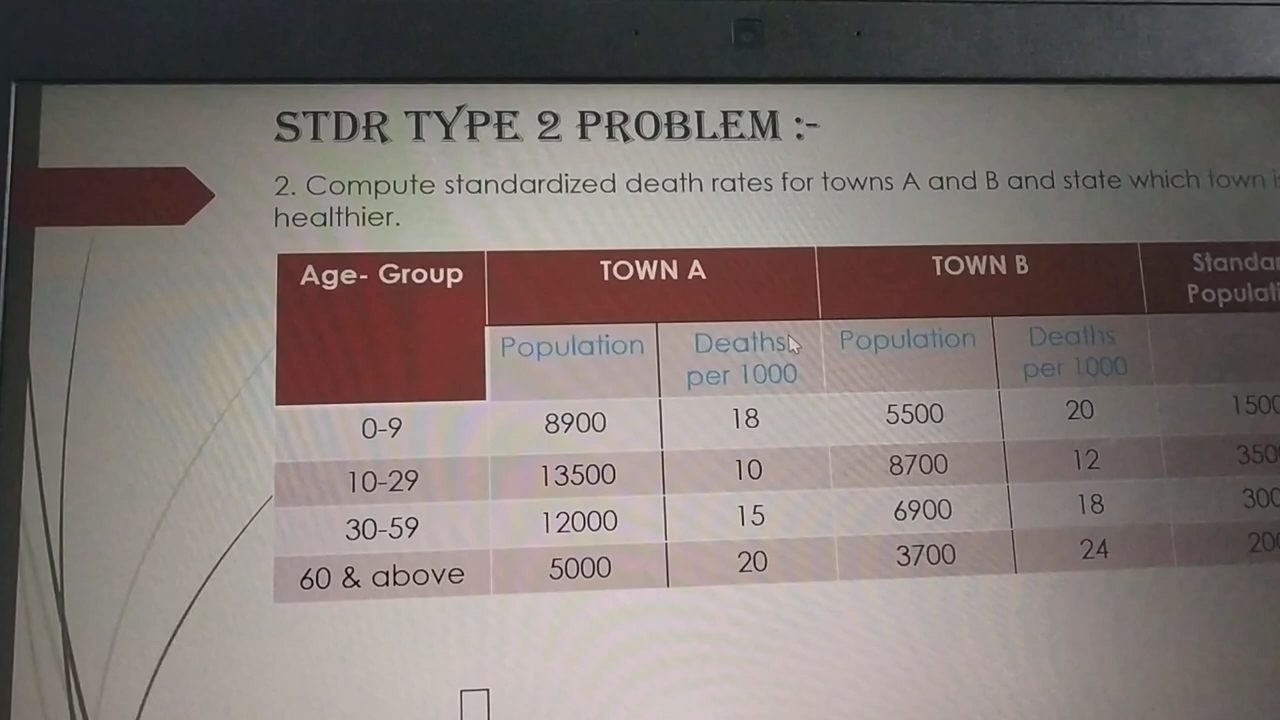 STDR TYPE 2 PROBLEM :-
2. Compute standardized death rates for towns A and B and state which town
healthier.
Age- Group TOWN A TOWN B
Population Deaths per 1000 Population Deaths per 1000
0-9 8900 18 5500 20
10-29 13500 10 8700 12
30-59 12000 15 6900 18
60 & above 5000 20 3700 24